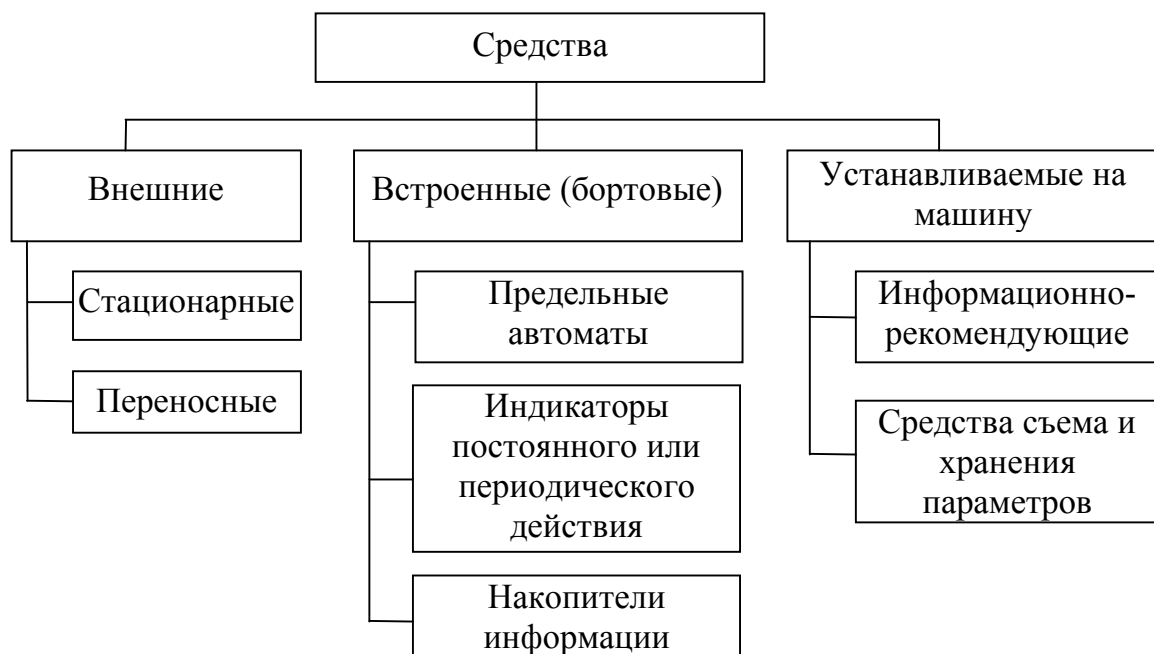 Средства
Внешние
Стационарные
Переносные
Встроенные (бортовые)
Предельные
автоматы
Индикаторы
постоянного или
периодического
действия
Накопители
информации
Устанавливаемые на
машину
Информационно-
рекомендующие
Средства съема и
хранения
параметров